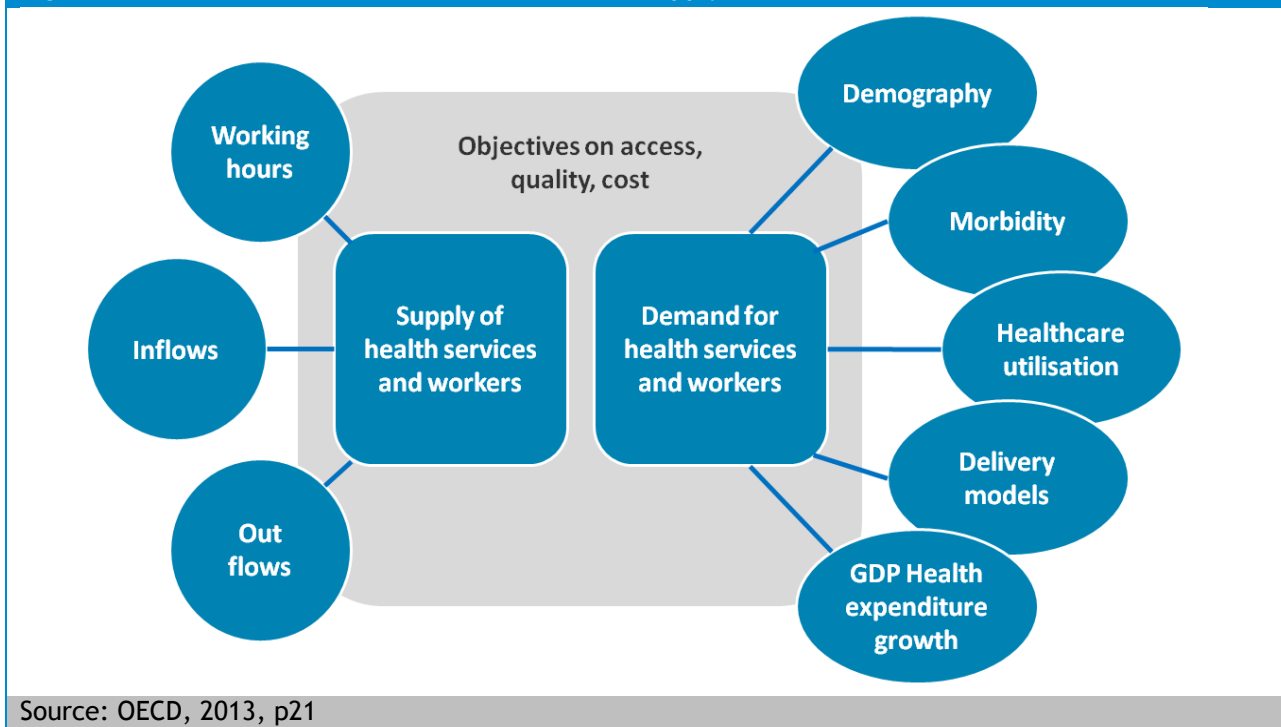 Working
hours
Inflows
Out
flows
Objectives on access,
quality, cost
Supply of
health services
and workers
Demand for
health services
and workers
Demography
Morbidity
Healthcare
utilisation
Delivery
models
GDP Health
expenditure
growth
Source: OECD, 2013, p21